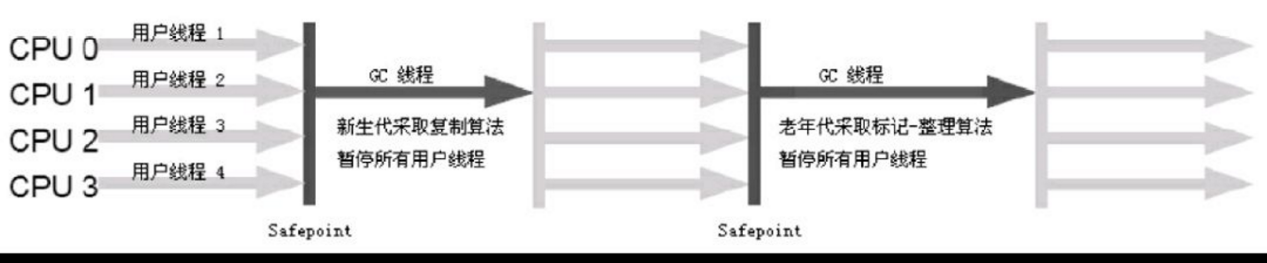 CPU 0
用户线程 1
CPU 1
用户线程 2
CPU 2
用户线程 3
CPU 3
用户线程 4
GC 线程
新生代采取复制算法
暂停所有用户线程
Safepoint
GC 线程
老年代采取标记-整理算法
暂停所有用户线程
Safepoint